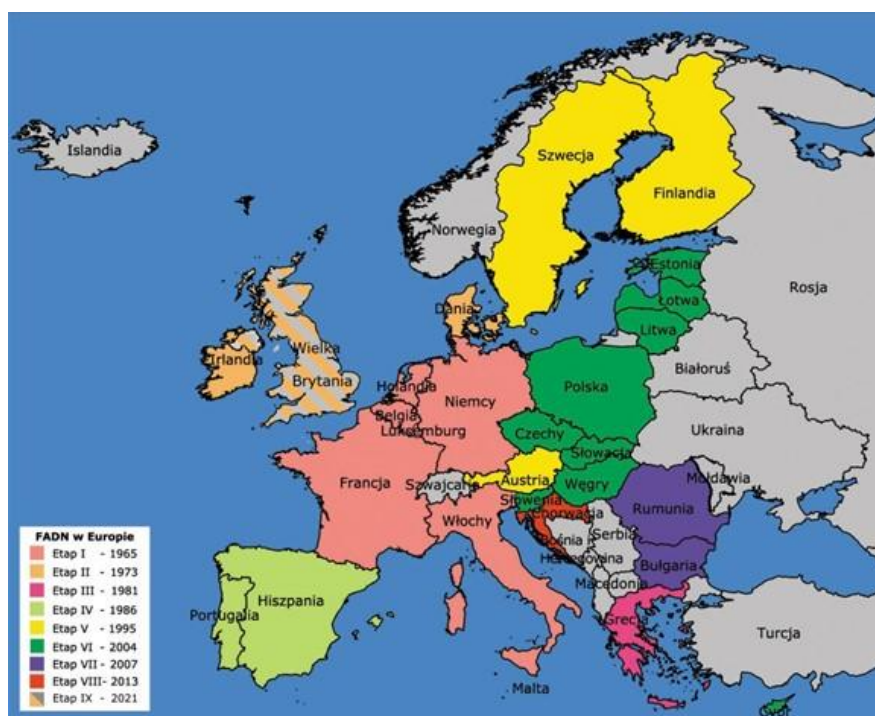 Islandia
Szwecja
Finlandia
Norwegia
Estonia
Rosja
Łotwa
Dania
Litwa
Irlandia
Wielka
Brytania
Białoruś
Holandia
Polska
Niemcy
Belgia
Luksemburg
Czechy
Ukraina
Słowacja
Francja
Szwajcaria
Austria
Węgry
Mołdawia
Słowenia
Chorwacja
Rumunia
Włochy
Bośnia i
Hercegowina
Serbia
Bułgaria
Macedonja
Hiszpania
Portugalia
Grecja
Turcja
Malta
Cypr
FADN w Europie
Etap I - 1965
Etap II - 1973
Etap III - 1981
Etap IV - 1986
Etap V - 1995
Etap VI - 2004
Etap VII - 2007
Etap VIII- 2013
Etap IX - 2021